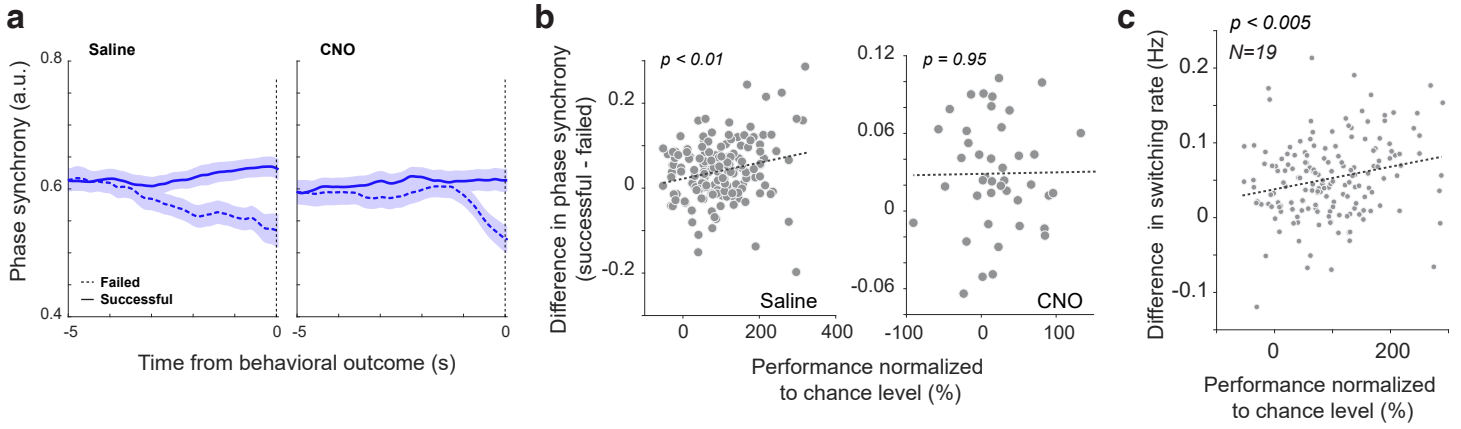 a
Saline
CNO
Phase synchrony (a.u.)
0.8
0.6
0.4
Failed
Successful
-5
0
-5
0
Time from behavioral outcome (s)
b
Difference in phase synchrony
(successful - failed)
p < 0.01
0.2
0
-0.2
Saline
0
200
400
p = 0.95
0.12
0.06
0
-0.06
CNO
-100
0
100
Performance normalized
to chance level (%)
c
Difference in switching rate (Hz)
p < 0.005
N=19
0.2
0.1
0
-0.1
0
200
Performance normalized
to chance level (%)